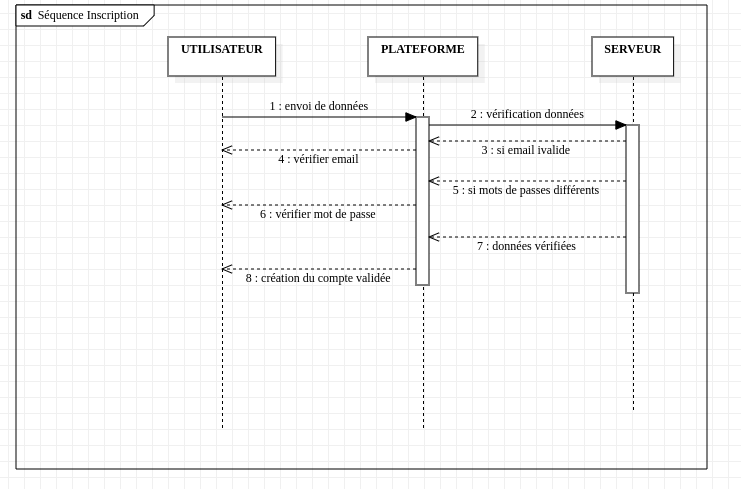 sd Séquence Inscription
UTILISATEUR
PLATEFORME
SERVEUR
1 : envoi de données
2 : vérification données
3 : si email ivalide
4 : vérifier email
5 : si mots de passes différents
6 : vérifier mot de passe
7 : données vérifiées
8 : création du compte validée